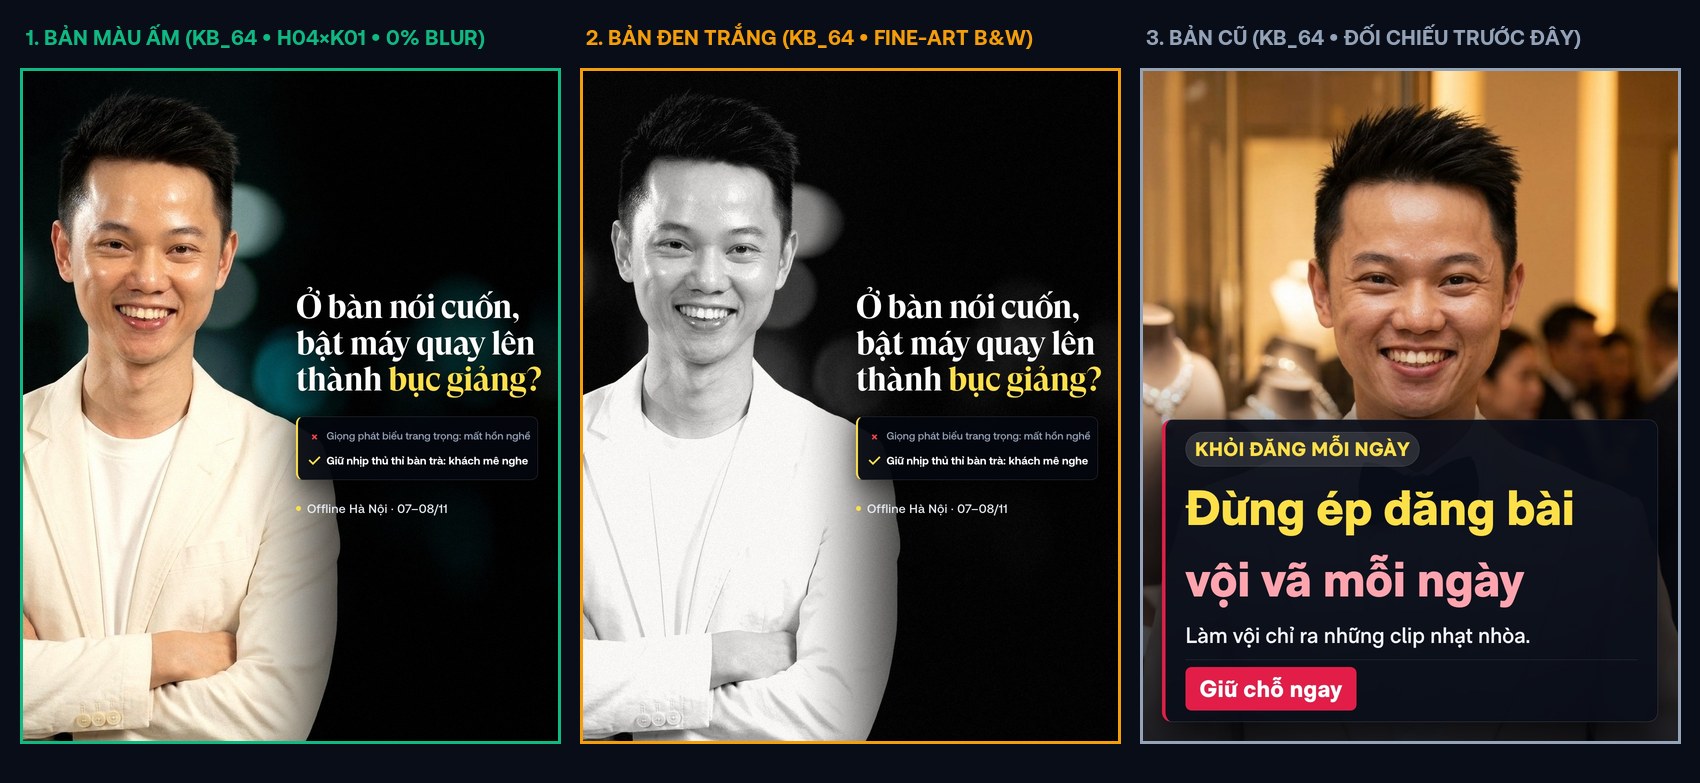 1. BẢN MÀU ẤM (KB_64 • H04×K01 • 0% BLUR)
Ở bàn nói cuốn,
bật máy quay lên
thành bục giảng?
× Giọng phát biểu trang trọng: mất hồn nghề
✓ Giữ nhịp thủ thỉ bàn trà: khách mê nghe
• Offline Hà Nội · 07–08/11
2. BẢN ĐEN TRẮNG (KB_64 • FINE-ART B&W)
Ở bàn nói cuốn,
bật máy quay lên
thành bục giảng?
× Giọng phát biểu trang trọng: mất hồn nghề
✓ Giữ nhịp thủ thỉ bàn trà: khách mê nghe
• Offline Hà Nội · 07–08/11
3. BẢN CŨ (KB_64 • ĐỐI CHIẾU TRƯỚC ĐÂY)
KHỎI ĐĂNG MỖI NGÀY
Đừng ép đăng bài
vội vã mỗi ngày
Làm vội chỉ ra những clip nhạt nhòa.
Giữ chỗ ngay